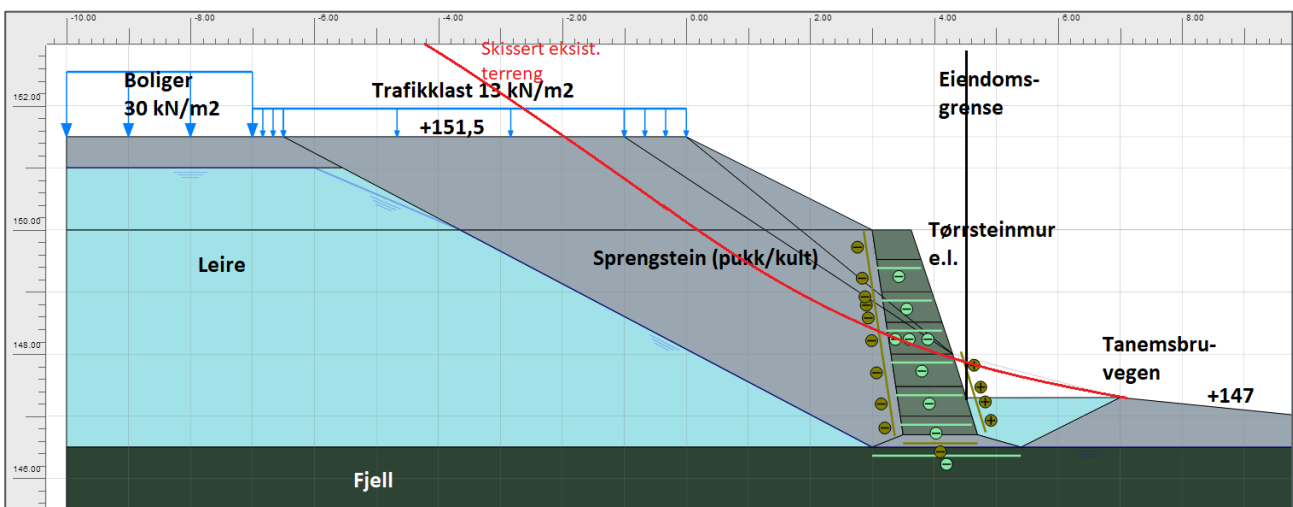 -10.00
-8.00
-6.00
-4.00
-2.00
0.00
2.00
4.00
6.00
8.00
Skissert eksist.
terreng
Boliger
30 kN/m2
Trafikklast 13 kN/m2
Eiendoms-
grense
152.00
+151,5
150.00
Tørrsteinmur
e.l.
Leire
Sprengstein (pukk/kult)
148.00
Tanemsbru-
vegen
+147
146.00
Fjell